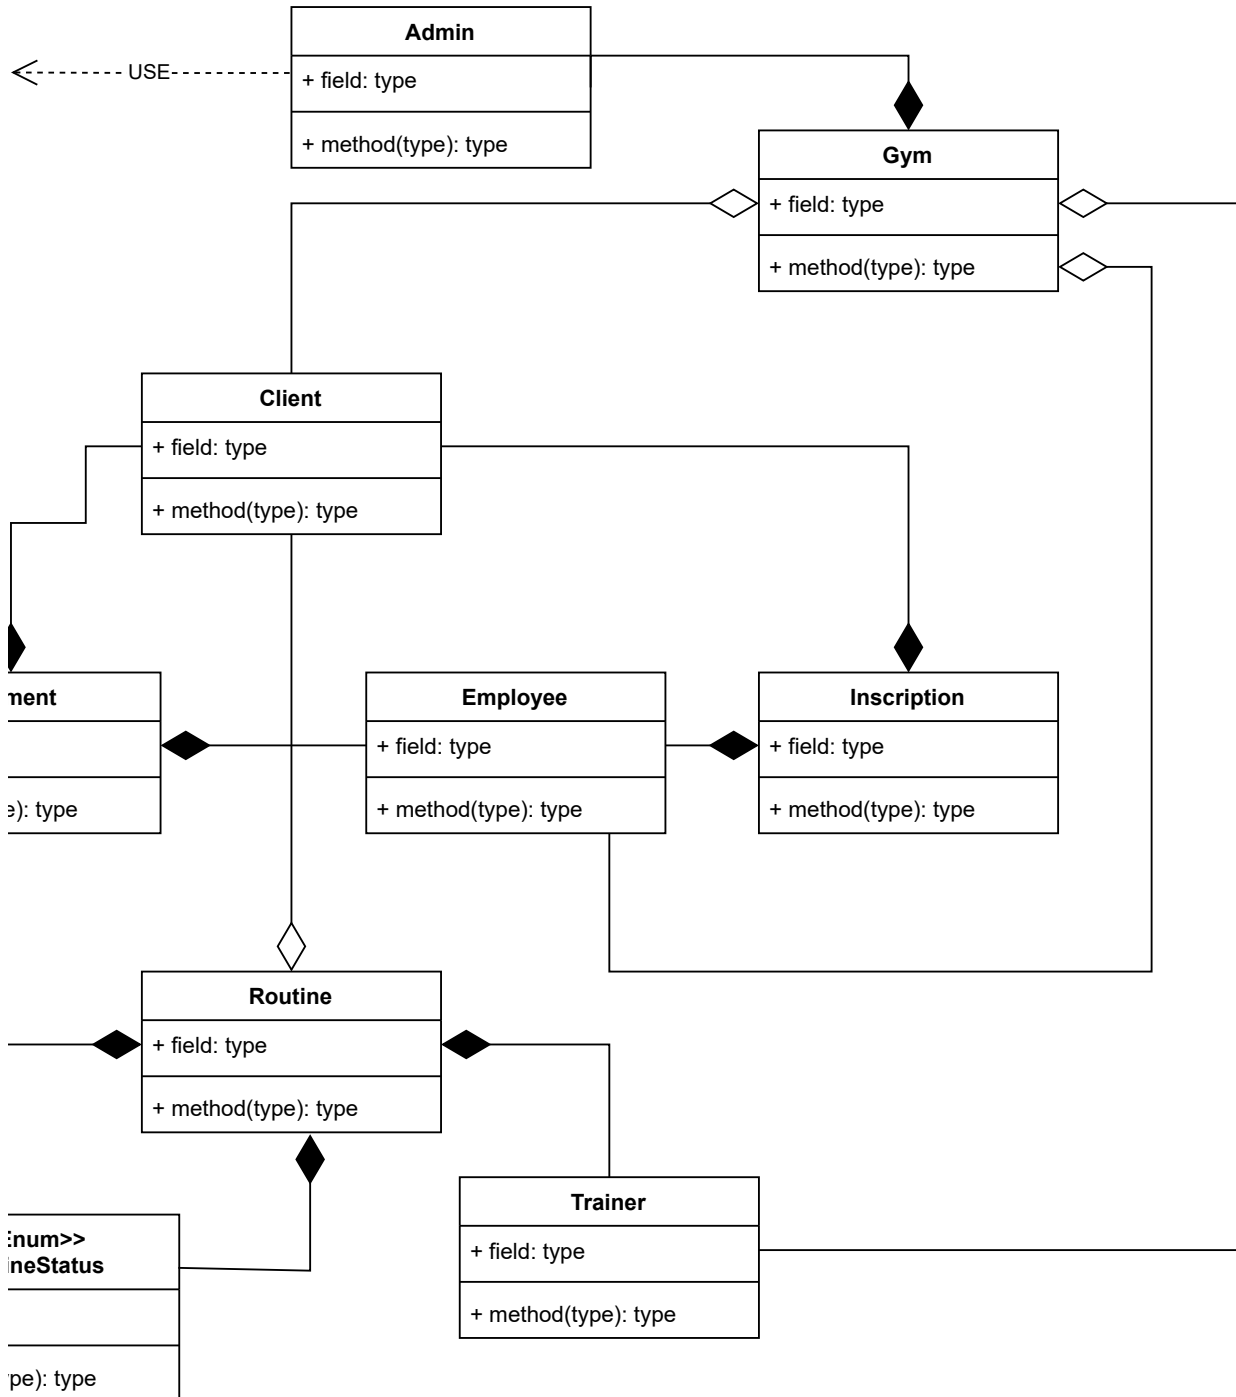 Admin
+ field: type
+ method(type): type
USE
Gym
+ field: type
+ method(type): type
Client
+ field: type
+ method(type): type
ment
e): type
Employee
+ field: type
+ method(type): type
Inscription
+ field: type
+ method(type): type
Routine
+ field: type
+ method(type): type
Trainer
+ field: type
+ method(type): type
Enum>>
ineStatus
pe): type